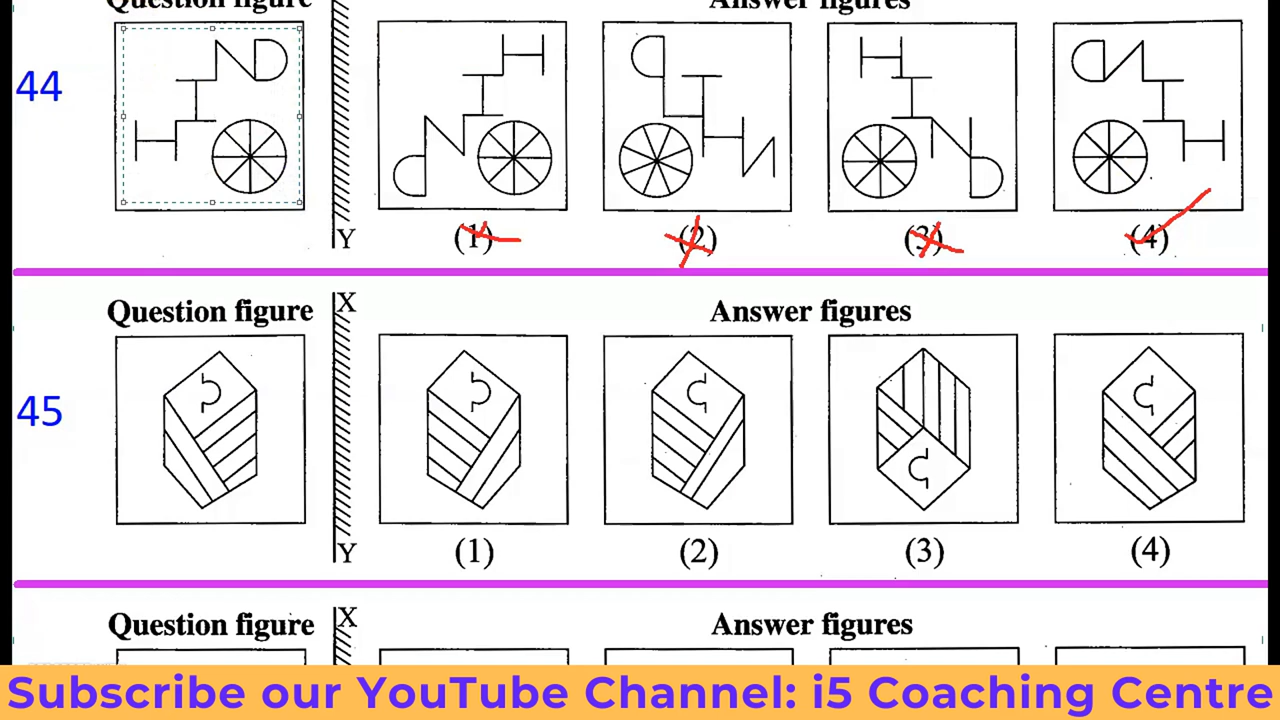 Question figure Answer figures
44
Y (1) (2) (3) (4)
Question figure X Answer figures
45
Y (1) (2) (3) (4)
Question figure X Answer figures
Subscribe our YouTube Channel: i5 Coaching Centre